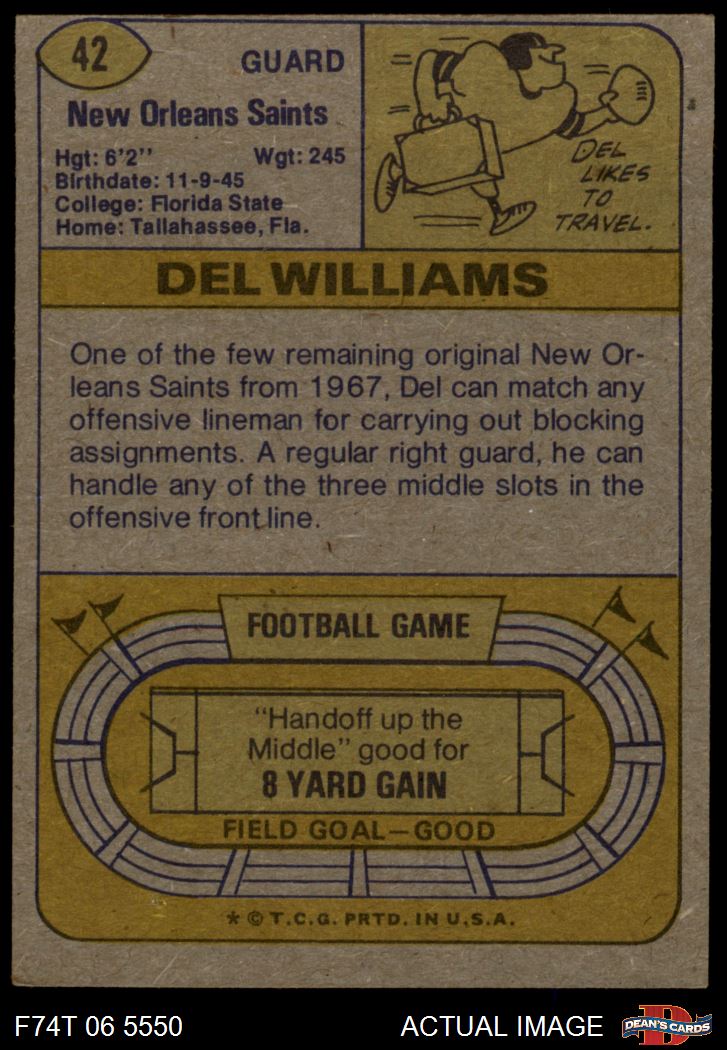 42
GUARD
New Orleans Saints
Hgt: 6'2'' Wgt: 245
Birthdate: 11-9-45
College: Florida State
Home: Tallahassee, Fla.
DEL
LIKES
TO
TRAVEL.
DEL WILLIAMS
One of the few remaining original New Or-
leans Saints from 1967, Del can match any
offensive lineman for carrying out blocking
assignments. A regular right guard, he can
handle any of the three middle slots in the
offensive front line.
FOOTBALL GAME
"Handoff up the
Middle" good for
8 YARD GAIN
FIELD GOAL—GOOD
* © T.C.G. PRTD. IN U.S.A.
F74T 06 5550 ACTUAL IMAGE D DEAN'S CARDS